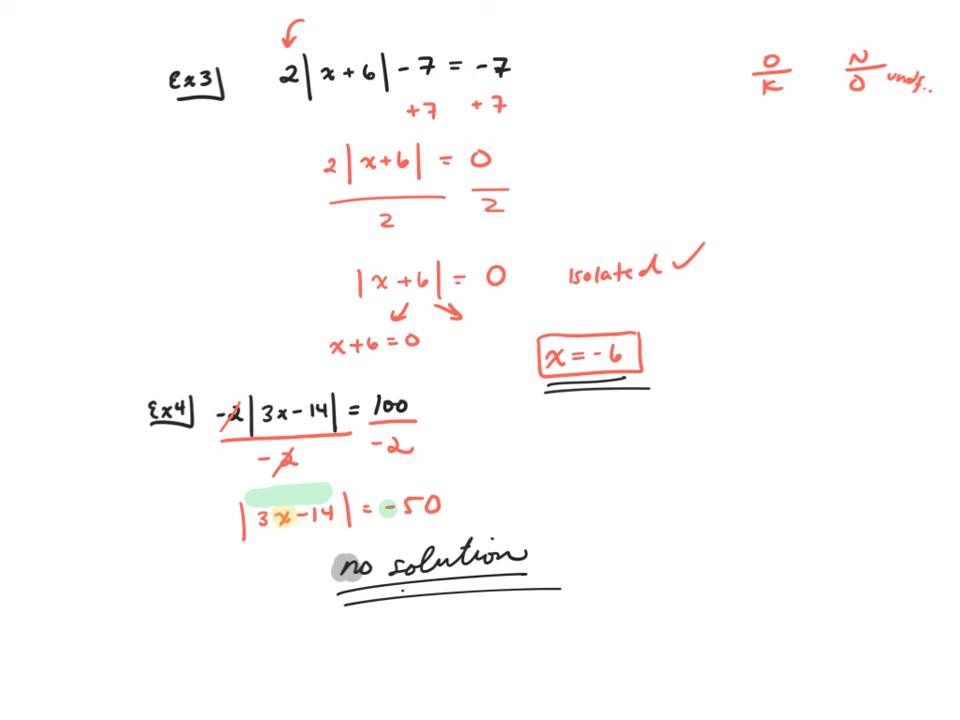 Ex3 2|x+6| - 7 = -7
+7 +7
0/K N/0 undf..
2|x+6| = 0
2 2
|x+6| = 0 isolated ✓
x+6=0
x = -6
Ex4 -2|3x-14| = 100
-2 -2
|3x-14| = -50
no solution